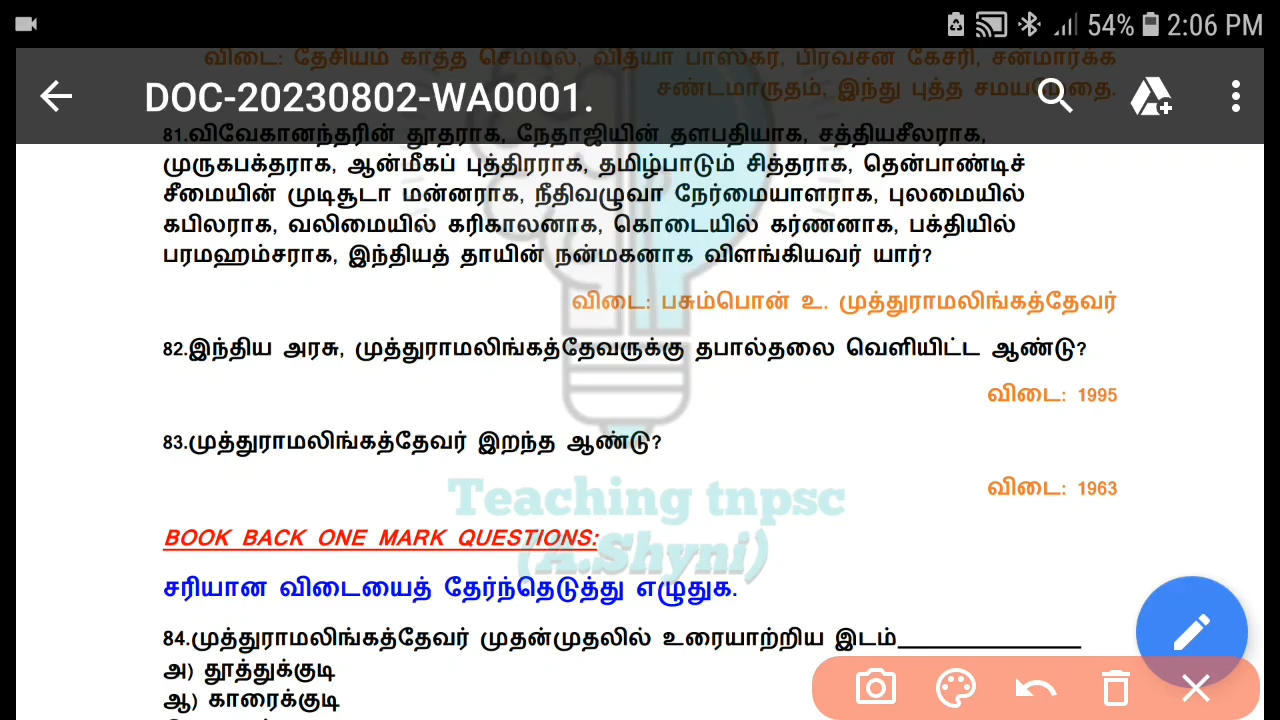 54% 2:06 PM
விடை: தேசியம் காத்த செம்மல், வித்யா பாஸ்கர், பிரவசன கேசரி, சன்மார்க்க
சண்டமாருதம், இந்து புத்த சமயமேதை.
DOC-20230802-WA0001.
81.விவேகானந்தரின் தூதராக, நேதாஜியின் தளபதியாக, சத்தியசீலராக,
முருகபக்தராக, ஆன்மீகப் புத்திரராக, தமிழ்பாடும் சித்தராக, தென்பாண்டிச்
சீமையின் முடிசூடா மன்னராக, நீதிவழுவா நேர்மையாளராக, புலமையில்
கபிலராக, வலிமையில் கரிகாலனாக, கொடையில் கர்ணனாக, பக்தியில்
பரமஹம்சராக, இந்தியத் தாயின் நன்மகனாக விளங்கியவர் யார்?
விடை: பசும்பொன் உ. முத்துராமலிங்கத்தேவர்
82.இந்திய அரசு, முத்துராமலிங்கத்தேவருக்கு தபால்தலை வெளியிட்ட ஆண்டு?
விடை: 1995
83.முத்துராமலிங்கத்தேவர் இறந்த ஆண்டு?
விடை: 1963
Teaching tnpsc
(A.Shyni)
BOOK BACK ONE MARK QUESTIONS:
சரியான விடையைத் தேர்ந்தெடுத்து எழுதுக.
84.முத்துராமலிங்கத்தேவர் முதன்முதலில் உரையாற்றிய இடம்______________
அ) தூத்துக்குடி
ஆ) காரைக்குடி